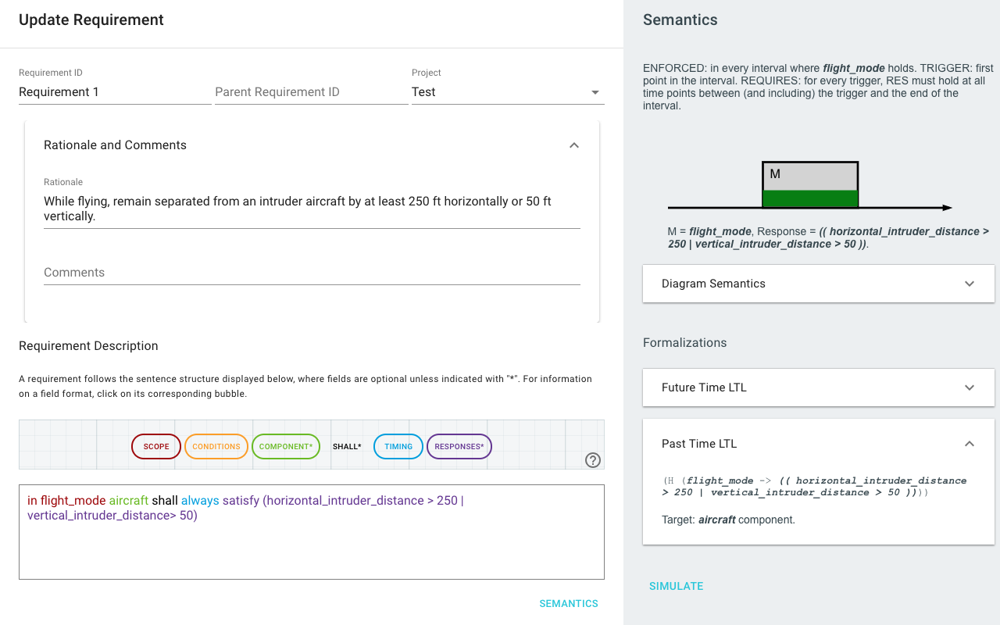 Update Requirement
Requirement ID
Requirement 1
Parent Requirement ID
Project
Test
Rationale and Comments
Rationale
While flying, remain separated from an intruder aircraft by at least 250 ft horizontally or 50 ft
vertically.
Comments
Requirement Description
A requirement follows the sentence structure displayed below, where fields are optional unless indicated with "*". For information
on a field format, click on its corresponding bubble.
SCOPE CONDITIONS COMPONENT* SHALL* TIMING RESPONSES*
?
in flight_mode aircraft shall always satisfy (horizontal_intruder_distance > 250 |
vertical_intruder_distance> 50)
SEMANTICS
Semantics
ENFORCED: in every interval where flight_mode holds. TRIGGER: first
point in the interval. REQUIRES: for every trigger, RES must hold at all
time points between (and including) the trigger and the end of the
interval.
M
M = flight_mode, Response = (( horizontal_intruder_distance >
250 | vertical_intruder_distance > 50 )).
Diagram Semantics
Formalizations
Future Time LTL
Past Time LTL
(H (flight_mode -> (( horizontal_intruder_distance
> 250 | vertical_intruder_distance > 50 ))))
Target: aircraft component.
SIMULATE